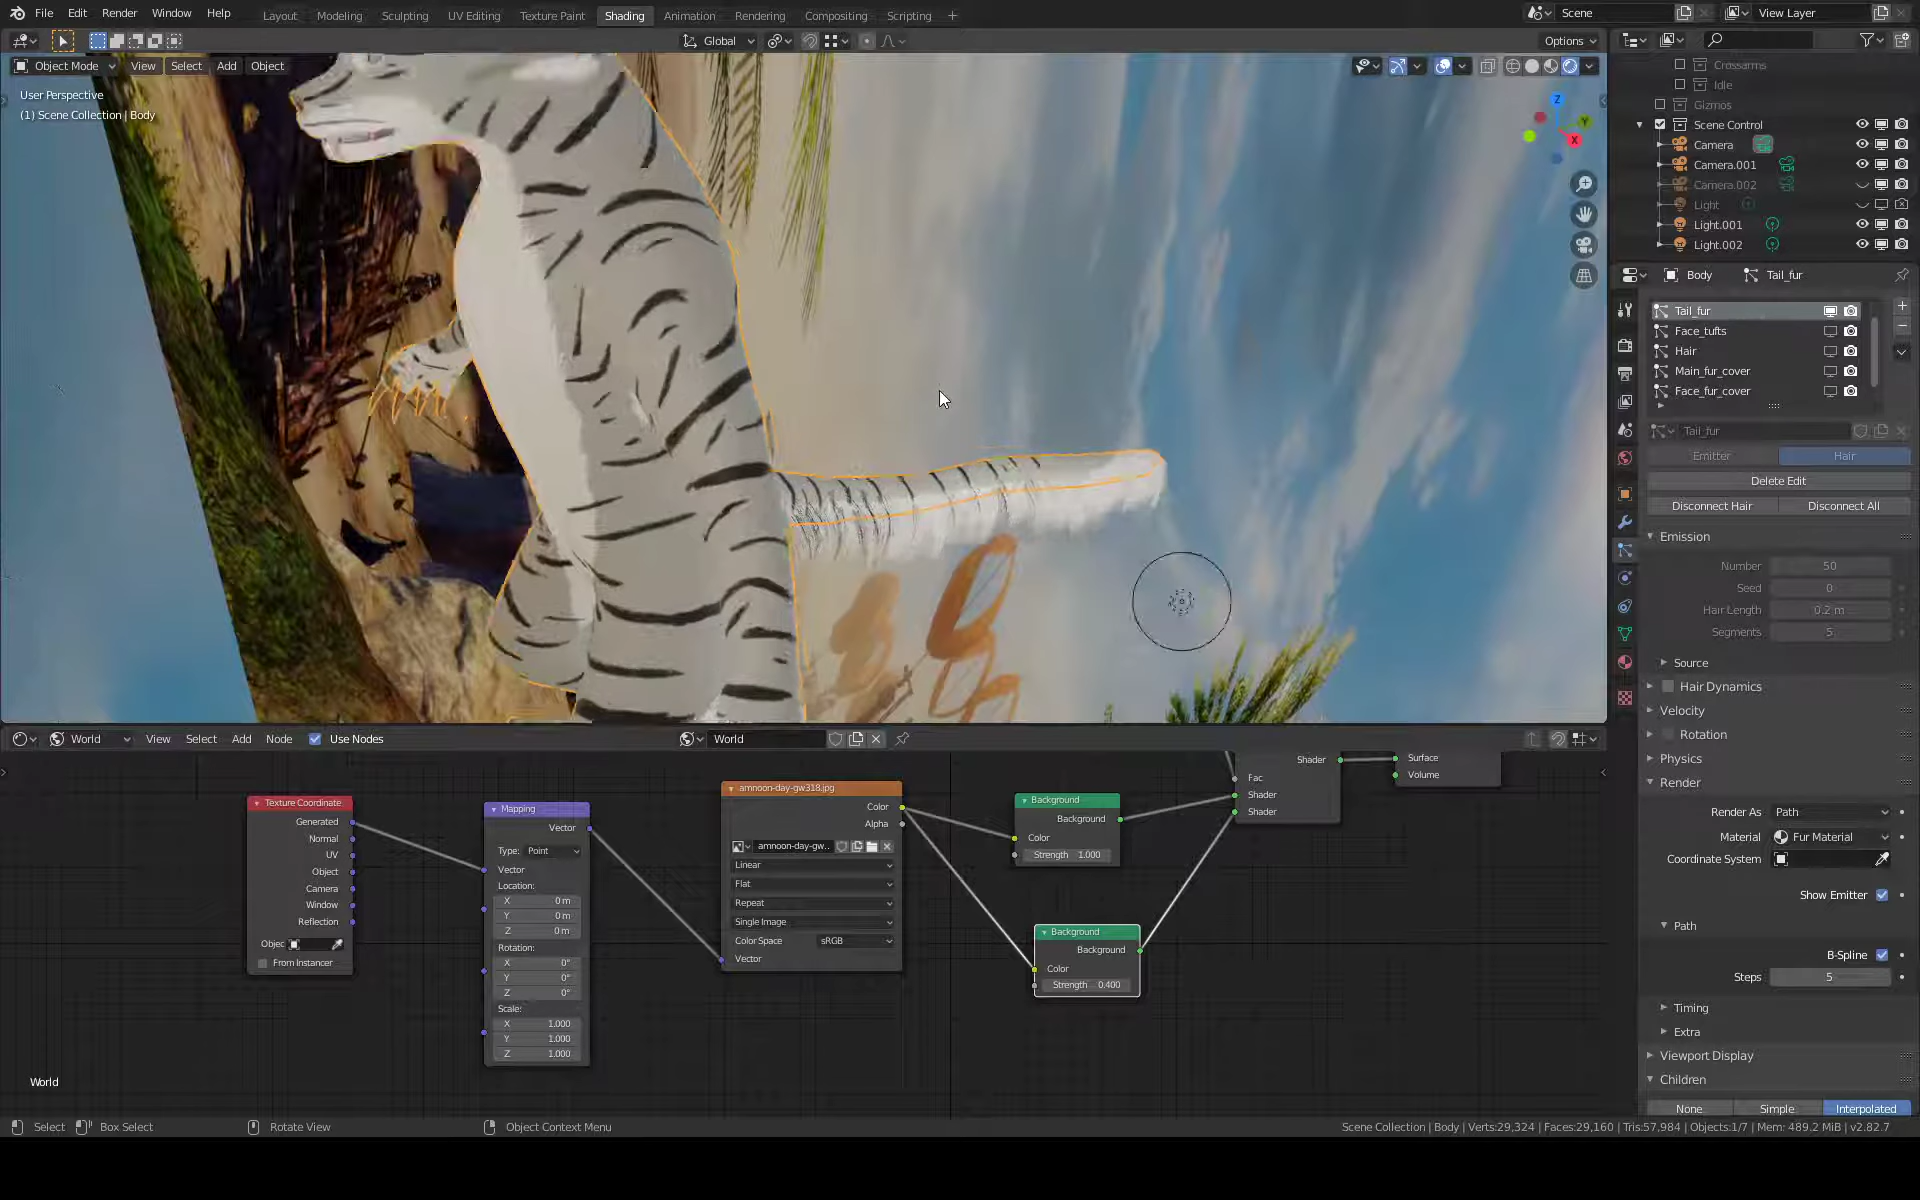 File Edit Render Window Help Layout Modeling Sculpting UV Editing Texture Paint Shading Animation Rendering Compositing Scripting Scene View Layer
Global Options
Object Mode View Select Add Object
User Perspective
(1) Scene Collection | Body
Z
Y
X
Crossarms
Idle
Gizmos
Scene Control
Camera
Camera.001
Camera.002
Light
Light.001
Light.002
Body Tail_fur
Tail_fur
Face_tufts
Hair
Main_fur_cover
Face_fur_cover
Tail_fur
Emitter Hair
Delete Edit
Disconnect Hair Disconnect All
Emission
Number 50
Seed 0
Hair Length 0.2 m
Segments 5
Source
Hair Dynamics
Velocity
Rotation
Physics
Render
Render As Path
Material Fur Material
Coordinate System
Show Emitter
Path
B-Spline
Steps 5
Timing
Extra
Viewport Display
Children
None Simple Interpolated
World View Select Add Node Use Nodes World
Texture Coordinate
Generated
Normal
UV
Object
Camera
Window
Reflection
Objec
From Instancer
Mapping
Vector
Type: Point
Vector
Location:
X 0 m
Y 0 m
Z 0 m
Rotation:
X 0°
Y 0°
Z 0°
Scale:
X 1.000
Y 1.000
Z 1.000
amnoon-day-gw318.jpg
Color
Alpha
amnoon-day-gw..
Linear
Flat
Repeat
Single Image
Color Space sRGB
Vector
Background
Background
Color
Strength 1.000
Background
Background
Color
Strength 0.400
Shader
Fac
Shader
Shader
Surface
Volume
World
Select Box Select Rotate View Object Context Menu Scene Collection | Body | Verts:29,324 | Faces:29,160 | Tris:57,984 | Objects:1/7 | Mem: 489.2 MiB | v2.82.7